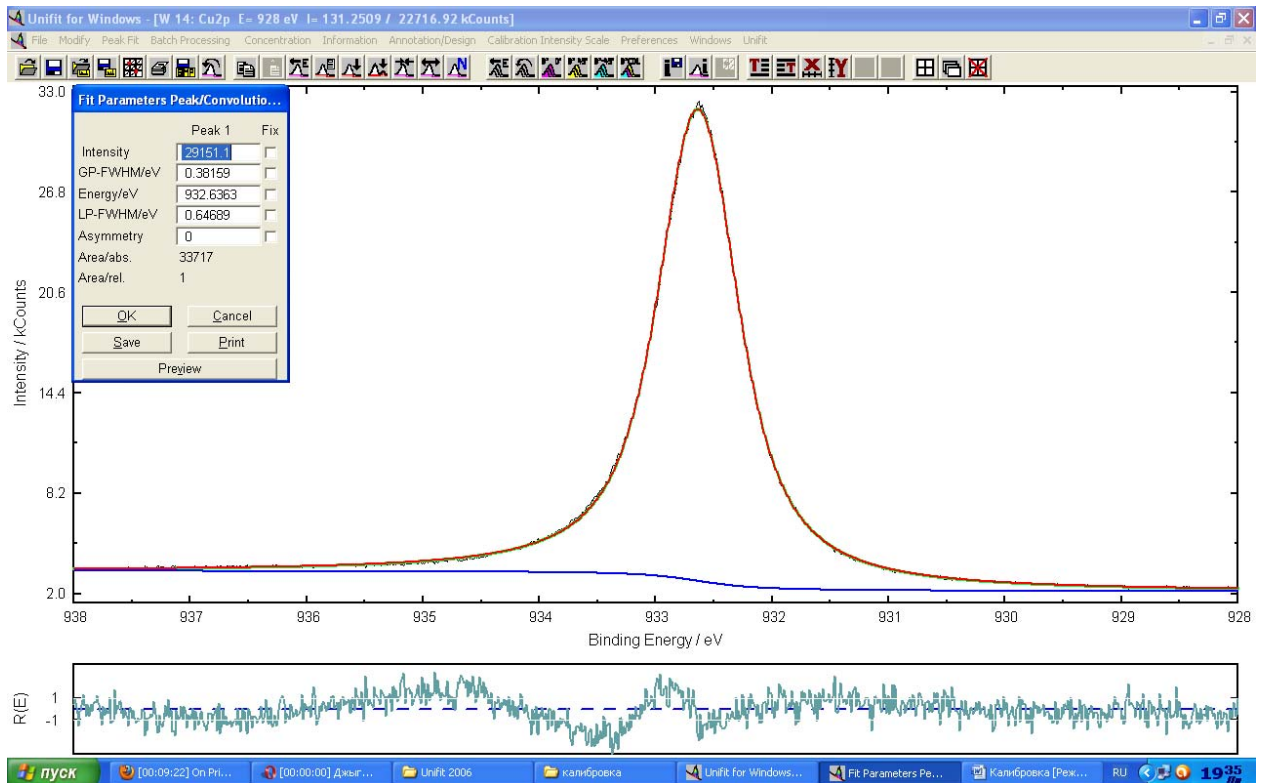 Unifit for Windows - [W 14: Cu2p E= 928 eV I= 131.2509 / 22716.92 kCounts]
File Modify Peak Fit Batch Processing Concentration Information Annotation/Design Calibration Intensity Scale Preferences Windows Unifit
Fit Parameters Peak/Convolutio...
Peak 1 Fix
Intensity 29151.1
GP-FWHM/eV 0.38159
Energy/eV 932.6363
LP-FWHM/eV 0.64689
Asymmetry 0
Area/abs. 33717
Area/rel. 1
OK Cancel
Save Print
Preview
33.0
26.8
20.6
14.4
8.2
2.0
Intensity / kCounts
938 937 936 935 934 933 932 931 930 929 928
Binding Energy / eV
R(E)
1
-1
пуск [00:09:22] On Pri... [00:00:00] Джыг... Unifit 2006 калибровка Unifit for Windows... Fit Parameters Pe... Калибровка [Реж... RU 19 35